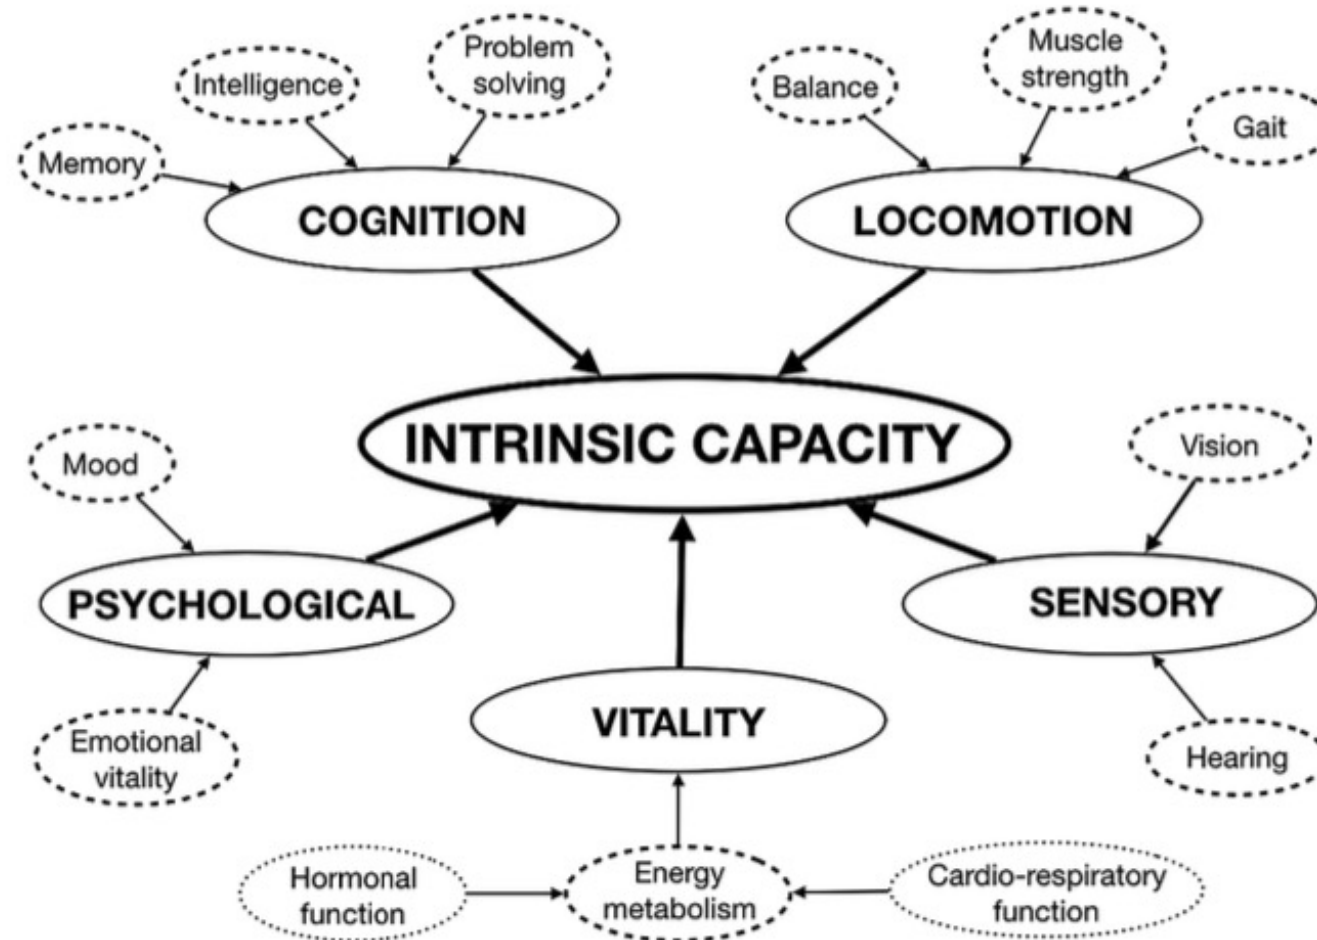 Memory
Intelligence
Problem
solving
COGNITION
Balance
Muscle
strength
Gait
LOCOMOTION
INTRINSIC CAPACITY
Mood
PSYCHOLOGICAL
Emotional
vitality
Vision
SENSORY
Hearing
VITALITY
Hormonal
function
Energy
metabolism
Cardio-respiratory
function